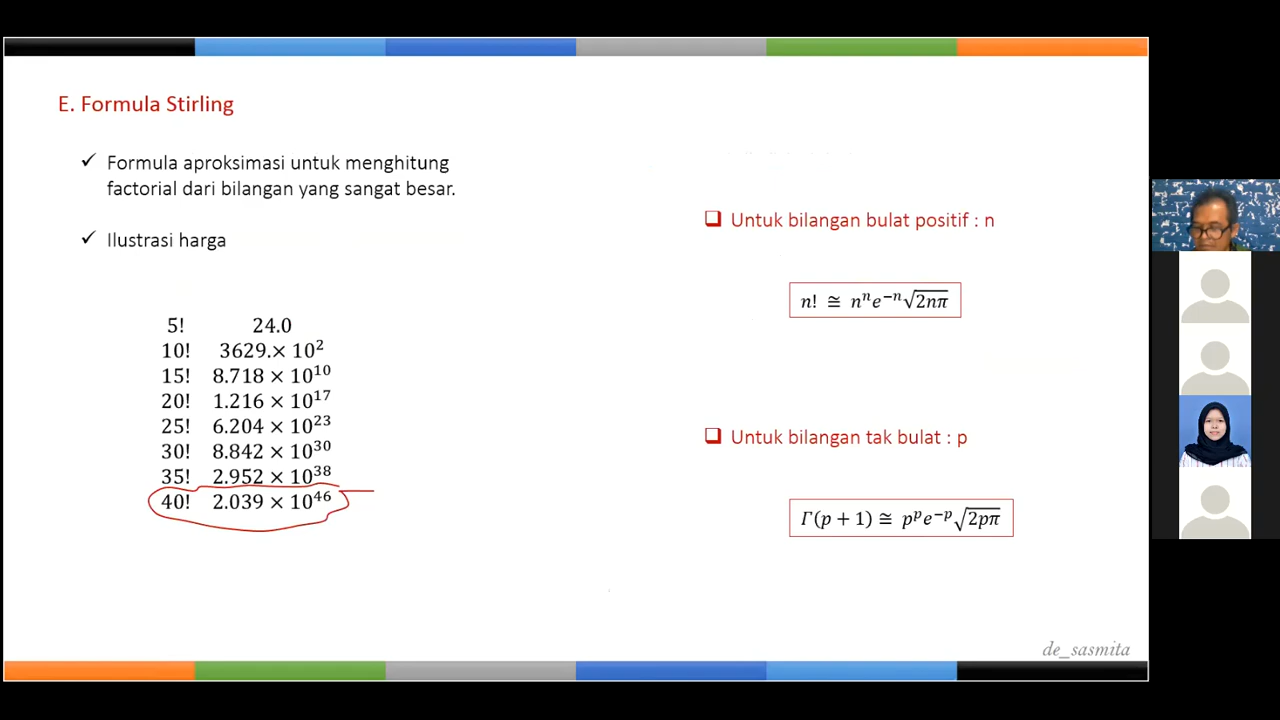 E. Formula Stirling
✓ Formula aproksimasi untuk menghitung
factorial dari bilangan yang sangat besar.
✓ Ilustrasi harga
5! 24.0
10! 3629.× 10²
15! 8.718 × 10¹⁰
20! 1.216 × 10¹⁷
25! 6.204 × 10²³
30! 8.842 × 10³⁰
35! 2.952 × 10³⁸
40! 2.039 × 10⁴⁶
❑ Untuk bilangan bulat positif : n
n! ≅ nⁿe⁻ⁿ√(2nπ)
❑ Untuk bilangan tak bulat : p
Γ(p + 1) ≅ pᵖe⁻ᵖ√(2pπ)
de_sasmita